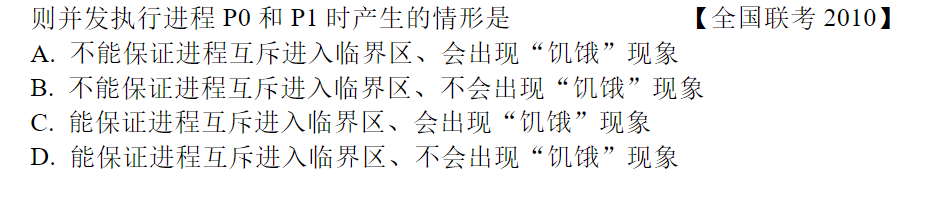 则并发执行进程 P0 和 P1 时产生的情形是 【全国联考 2010】
A. 不能保证进程互斥进入临界区、会出现“饥饿”现象
B. 不能保证进程互斥进入临界区、不会出现“饥饿”现象
C. 能保证进程互斥进入临界区、会出现“饥饿”现象
D. 能保证进程互斥进入临界区、不会出现“饥饿”现象